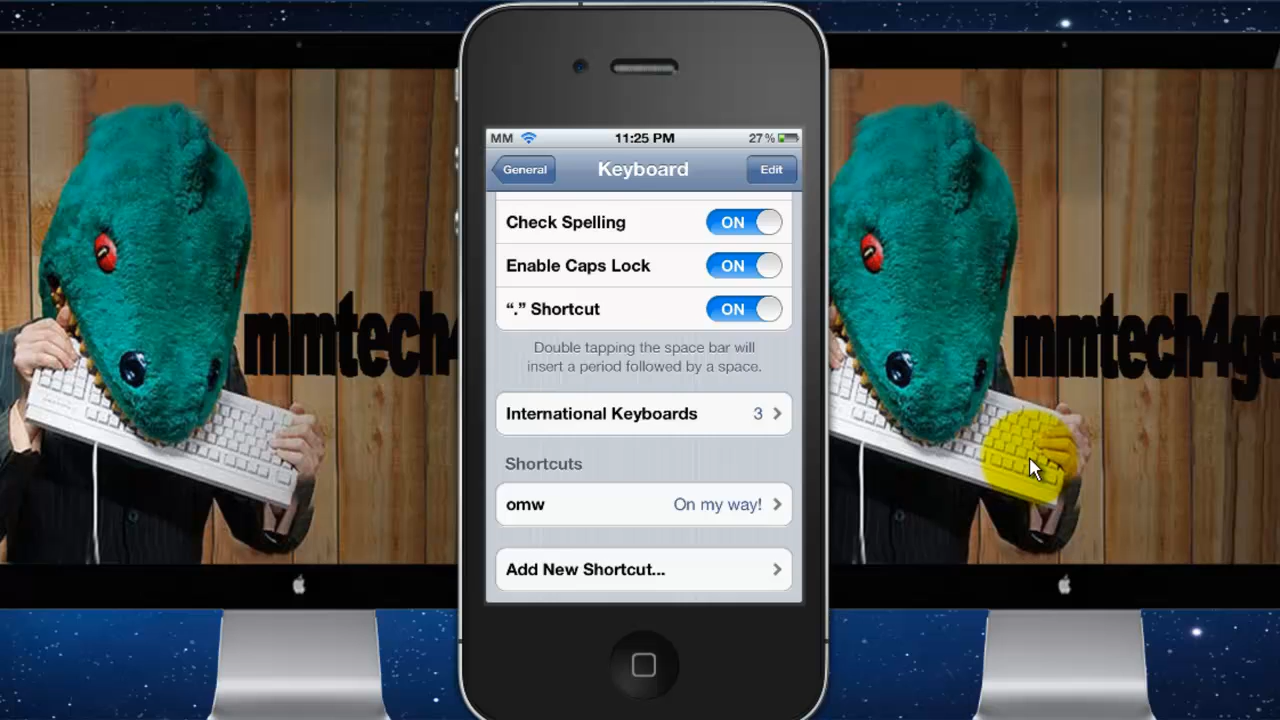 MM 11:25 PM 27%
General Keyboard Edit
Check Spelling ON
Enable Caps Lock ON
“.” Shortcut ON
Double tapping the space bar will
insert a period followed by a space.
International Keyboards 3
Shortcuts
omw On my way!
Add New Shortcut...
mmtech4
mmtech4ge